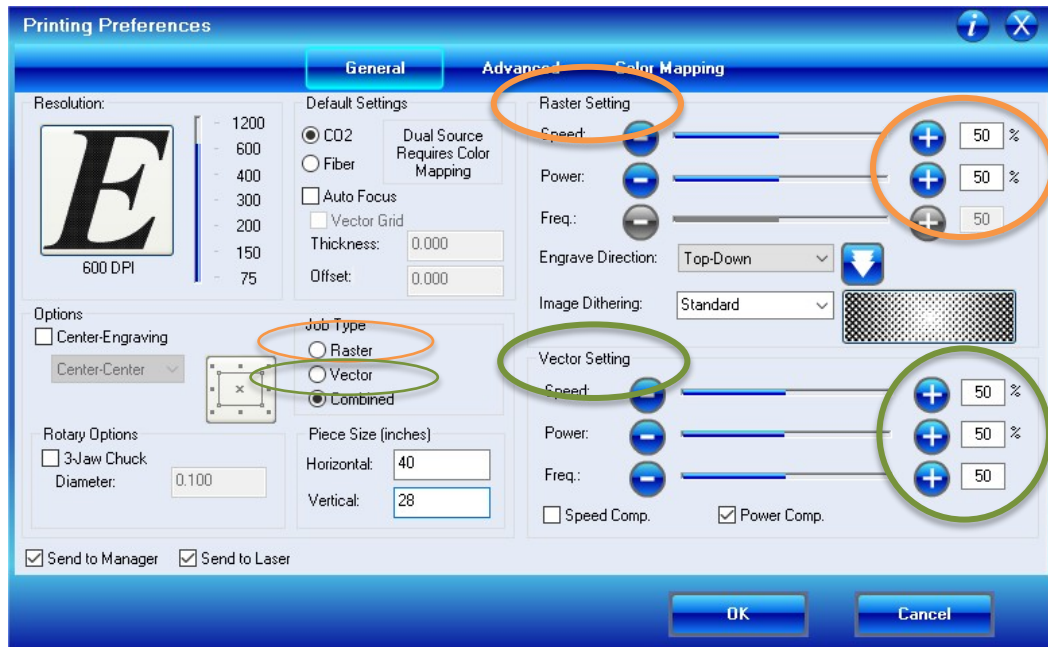 Printing Preferences
General Advanced Color Mapping
Resolution:
1200
600
400
300
200
150
75
600 DPI
Default Settings
CO2
Fiber
Dual Source
Requires Color
Mapping
Auto Focus
Vector Grid
Thickness: 0.000
Offset: 0.000
Raster Setting
Speed: 50 %
Power: 50 %
Freq.: 50
Engrave Direction: Top-Down
Image Dithering: Standard
Options
Center-Engraving
Center-Center
Job Type
Raster
Vector
Combined
Vector Setting
Speed: 50 %
Power: 50 %
Freq.: 50
Speed Comp. Power Comp.
Rotary Options
3-Jaw Chuck
Diameter: 0.100
Piece Size (inches)
Horizontal: 40
Vertical: 28
Send to Manager Send to Laser
OK Cancel